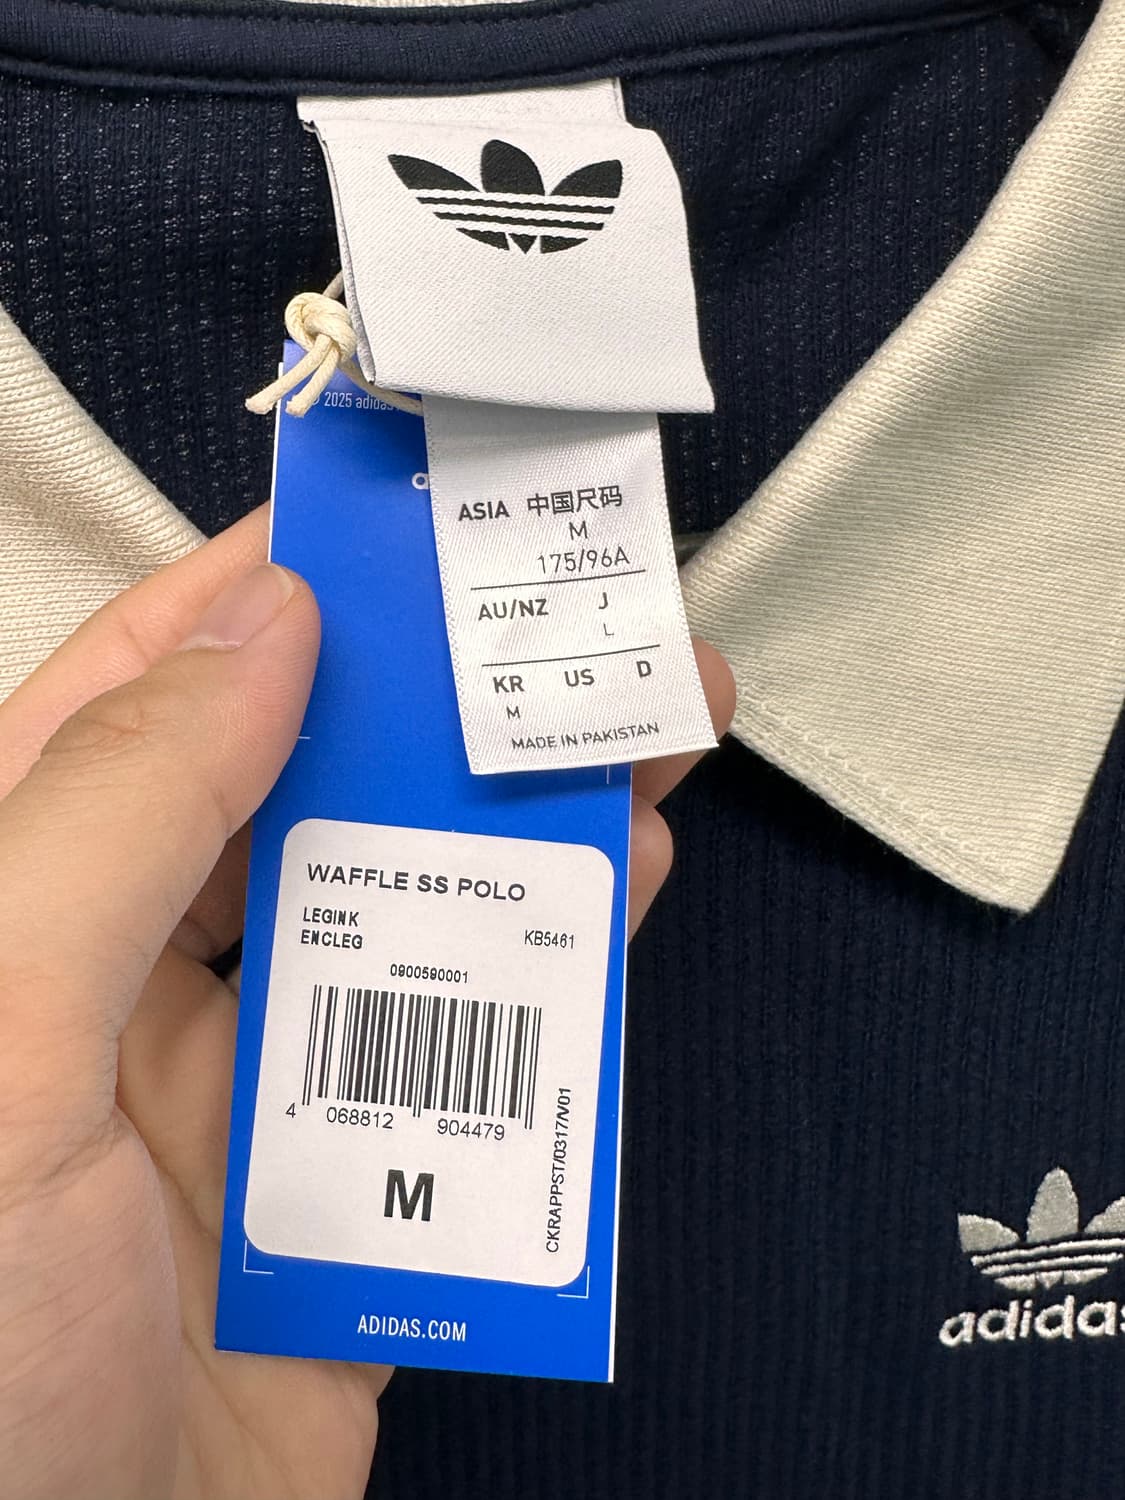 © 2025 adidas
ASIA 中国尺码
M
175/96A
AU/NZ J
L
KR US D
M
MADE IN PAKISTAN
WAFFLE SS POLO
LEGINK
ENCLEG KB5461
0900590001
4 068812 904479
CKRAPPST/0317/V01
M
ADIDAS.COM
adidas